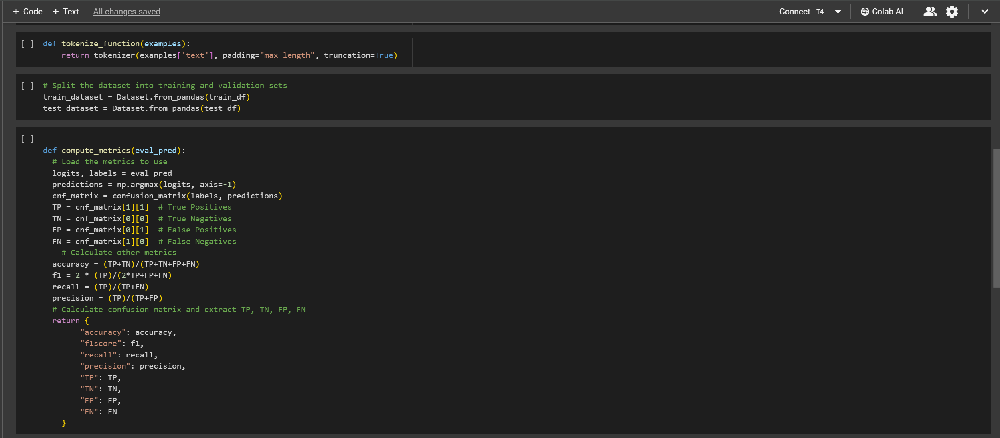 + Code + Text All changes saved Connect T4 Colab AI
[ ] def tokenize_function(examples):
    return tokenizer(examples['text'], padding="max_length", truncation=True)
[ ] # Split the dataset into training and validation sets
train_dataset = Dataset.from_pandas(train_df)
test_dataset = Dataset.from_pandas(test_df)
[ ]
def compute_metrics(eval_pred):
  # Load the metrics to use
  logits, labels = eval_pred
  predictions = np.argmax(logits, axis=-1)
  cnf_matrix = confusion_matrix(labels, predictions)
  TP = cnf_matrix[1][1]  # True Positives
  TN = cnf_matrix[0][0]  # True Negatives
  FP = cnf_matrix[0][1]  # False Positives
  FN = cnf_matrix[1][0]  # False Negatives
    # Calculate other metrics
  accuracy = (TP+TN)/(TP+TN+FP+FN)
  f1 = 2 * (TP)/(2*TP+FP+FN)
  recall = (TP)/(TP+FN)
  precision = (TP)/(TP+FP)
  # Calculate confusion matrix and extract TP, TN, FP, FN
  return {
        "accuracy": accuracy,
        "f1score": f1,
        "recall": recall,
        "precision": precision,
        "TP": TP,
        "TN": TN,
        "FP": FP,
        "FN": FN
    }